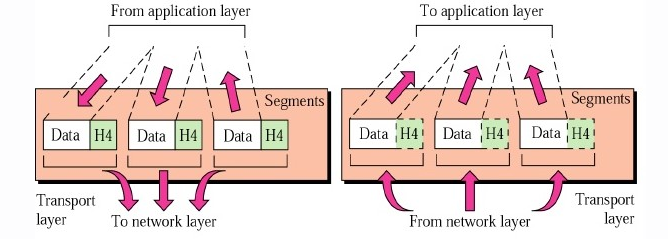 From application layer
Segments
Data H4 Data H4 Data H4
Transport
layer
To network layer
To application layer
Segments
Data H4 Data H4 Data H4
From network layer
Transport
layer